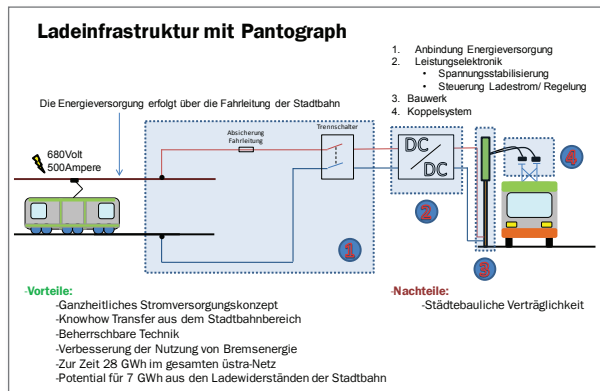 Ladeinfrastruktur mit Pantograph
1. Anbindung Energieversorgung
2. Leistungselektronik
• Spannungsstabilisierung
• Steuerung Ladestrom/ Regelung
3. Bauwerk
4. Koppelsystem
Die Energieversorgung erfolgt über die Fahrleitung der Stadtbahn
680Volt
500Ampere
Absicherung
Fahrleitung
Trennschalter
DC
DC
1
2
3
4
-Vorteile:
-Ganzheitliches Stromversorgungskonzept
-Knowhow Transfer aus dem Stadtbahnbereich
-Beherrschbare Technik
-Verbesserung der Nutzung von Bremsenergie
-Zur Zeit 28 GWh im gesamten üstra-Netz
-Potential für 7 GWh aus den Ladewiderständen der Stadtbahn
-Nachteile:
-Städtebauliche Verträglichkeit